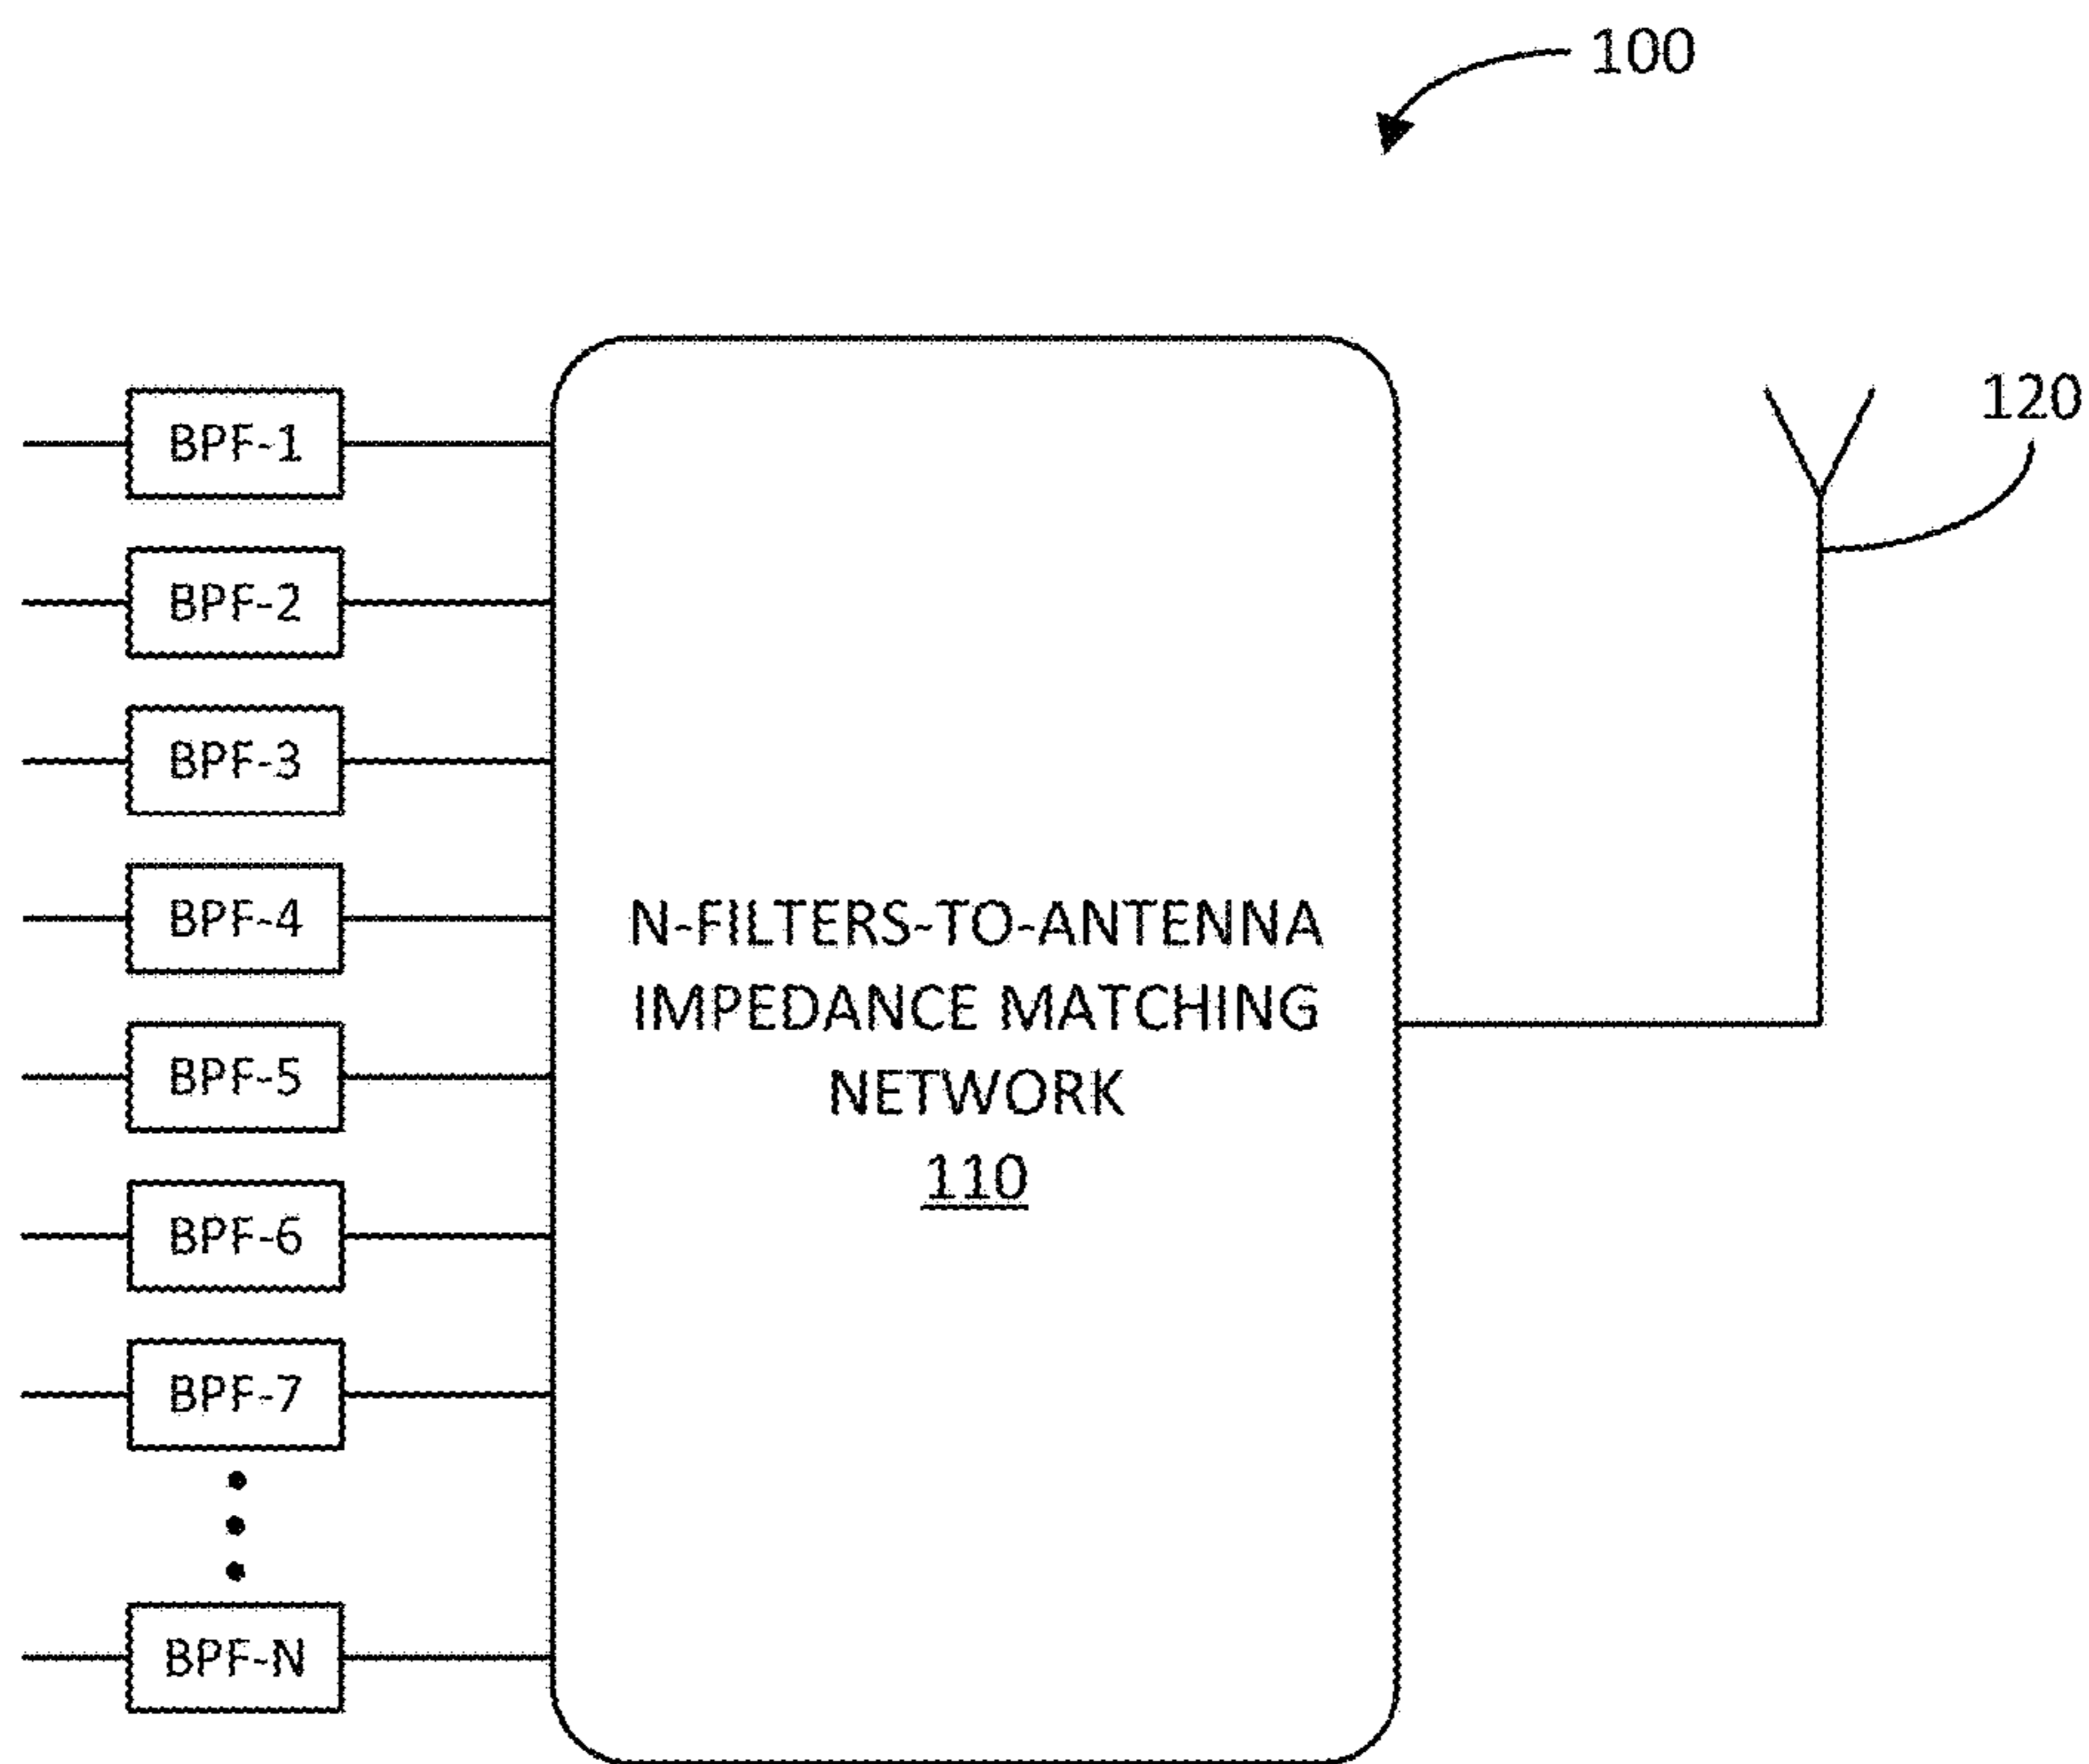 100
120
BPF-1
BPF-2
BPF-3
BPF-4
BPF-5
BPF-6
BPF-7
BPF-N
N-FILTERS-TO-ANTENNA
IMPEDANCE MATCHING
NETWORK
110